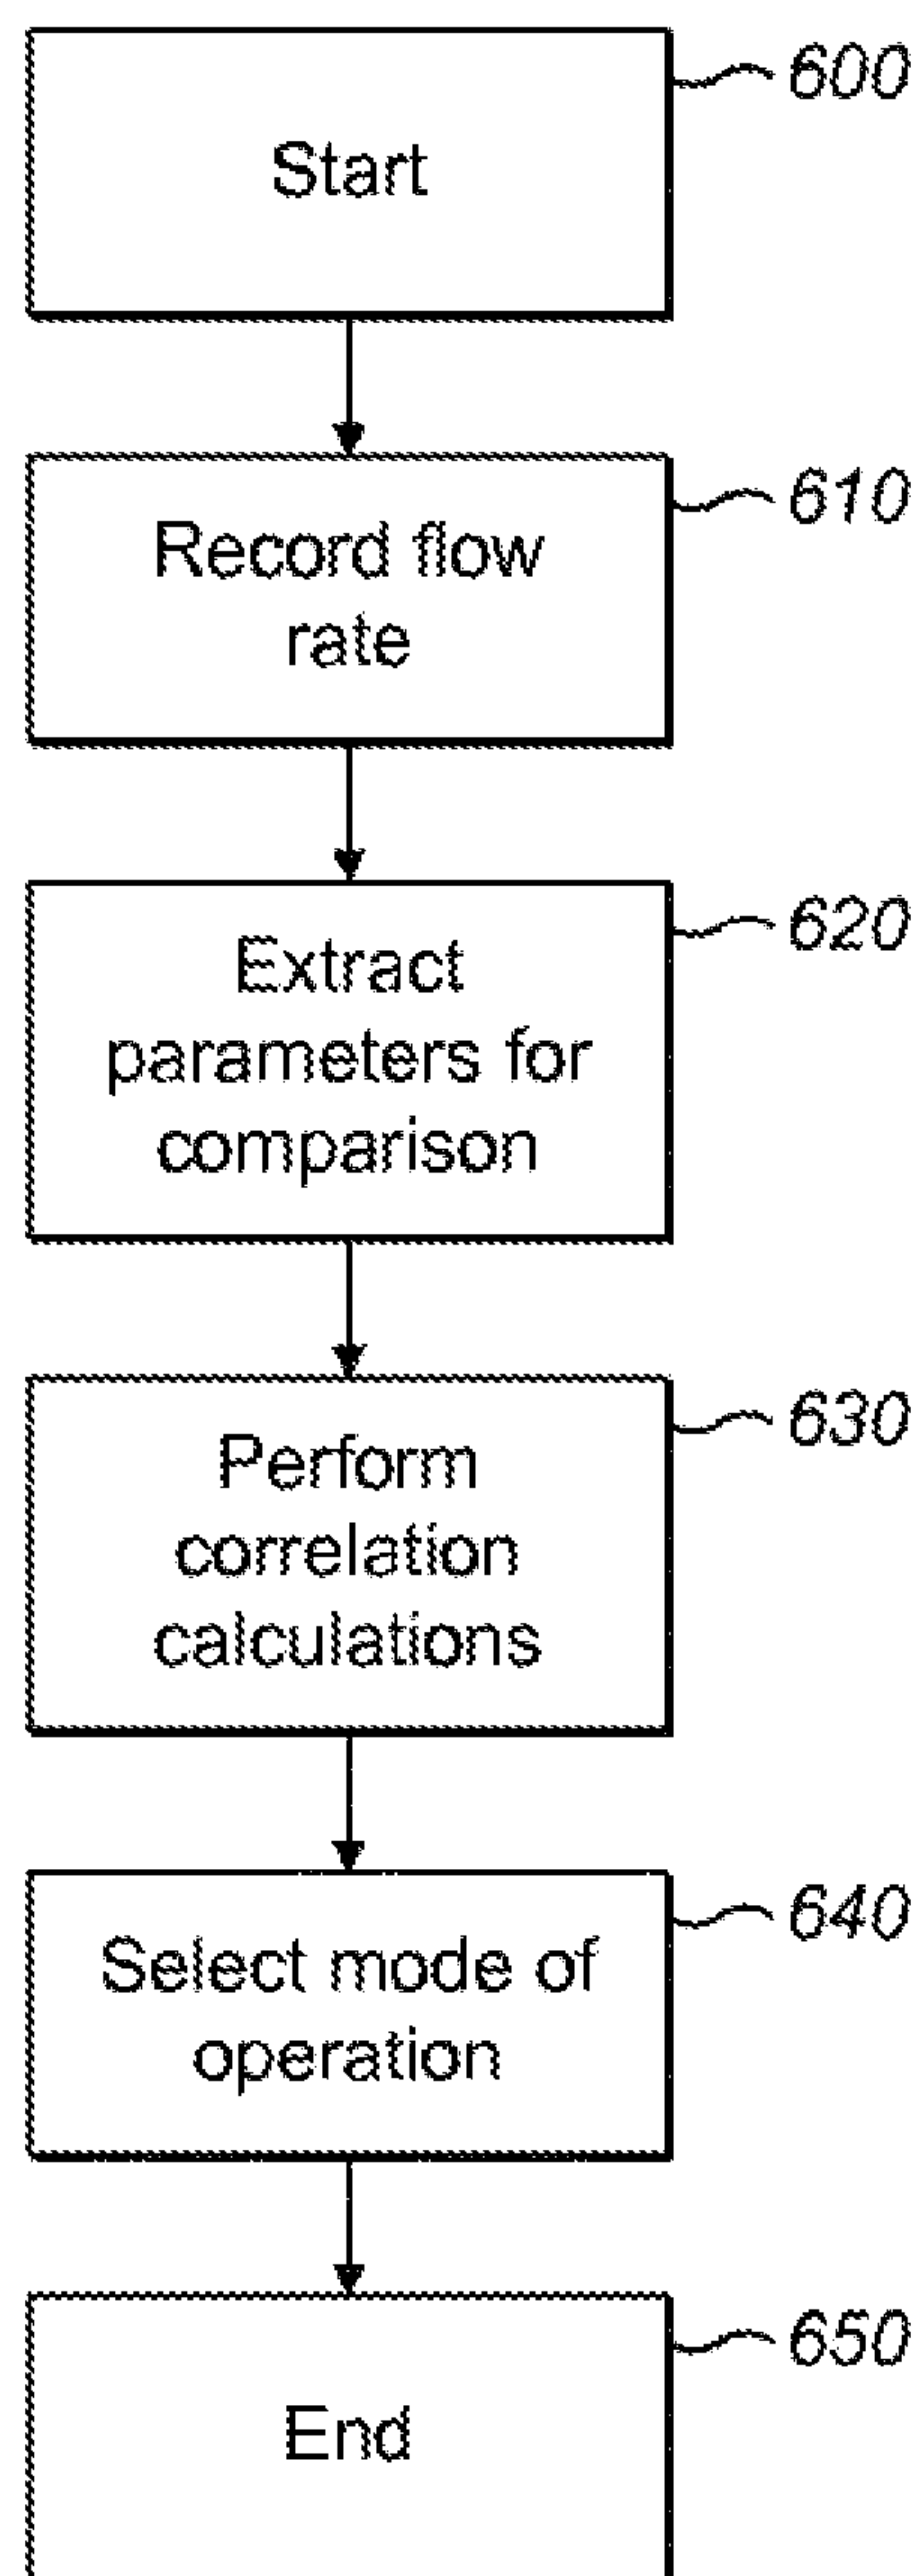 Start
600
Record flow
rate
610
Extract
parameters for
comparison
620
Perform
correlation
calculations
630
Select mode of
operation
640
End
650